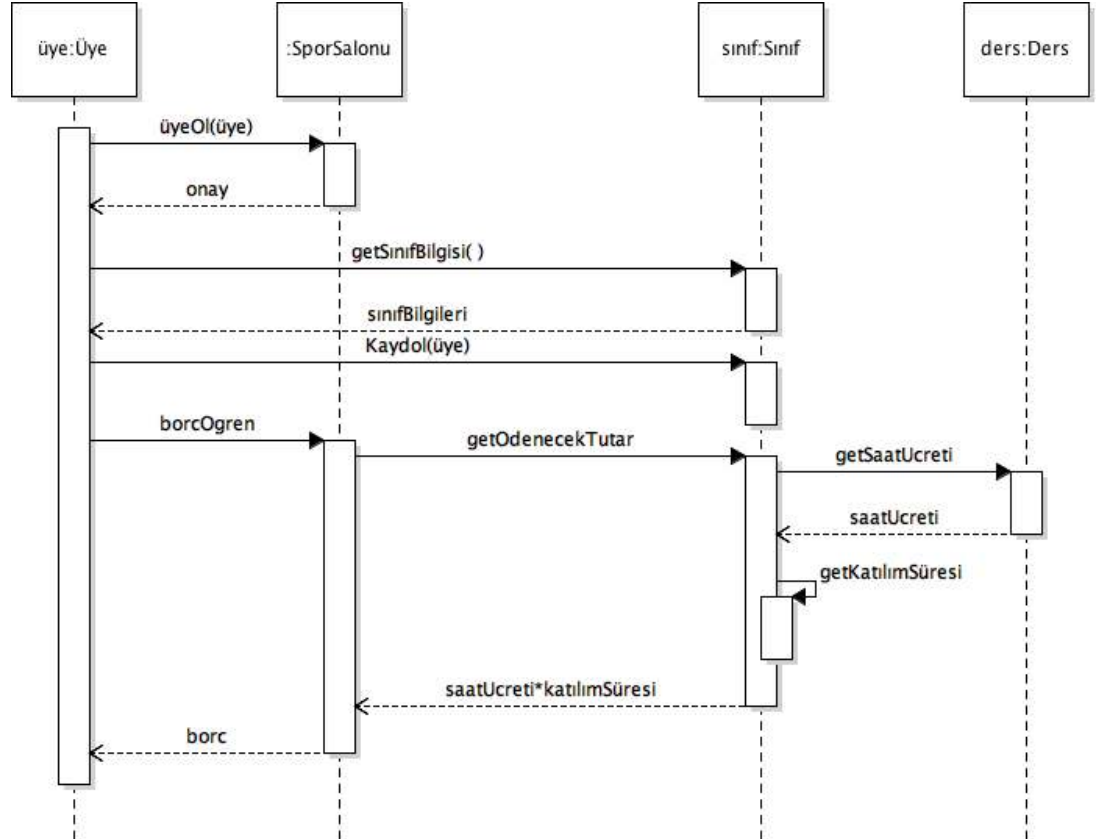 üye:Üye
:SporSalonu
sınıf:Sınıf
ders:Ders
üyeOl(üye)
onay
getSınıfBilgisi( )
sınıfBilgileri
Kaydol(üye)
borcOgren
getOdenecekTutar
getSaatUcreti
saatUcreti
getKatılımSüresi
saatUcreti*katılımSüresi
borc